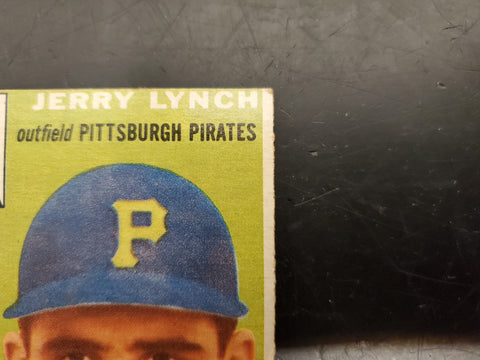 JERRY LYNCH
outfield PITTSBURGH PIRATES
P